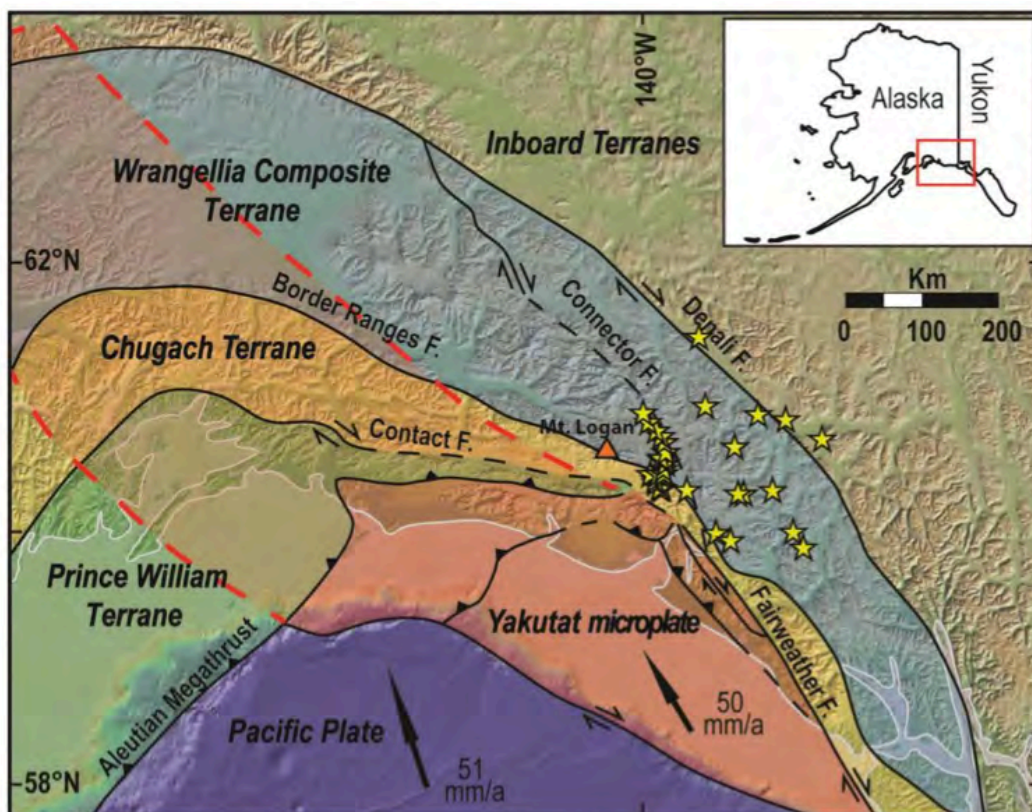 140°W
Alaska
Yukon
Inboard Terranes
Wrangellia Composite
Terrane
62°N
Km
0 100 200
Border Ranges F.
Connector F.
Denali F.
Chugach Terrane
Mt. Logan
Contact F.
Prince William
Terrane
Yakutat microplate
Fairweather F.
Aleutian Megathrust
50
mm/a
Pacific Plate
51
mm/a
58°N